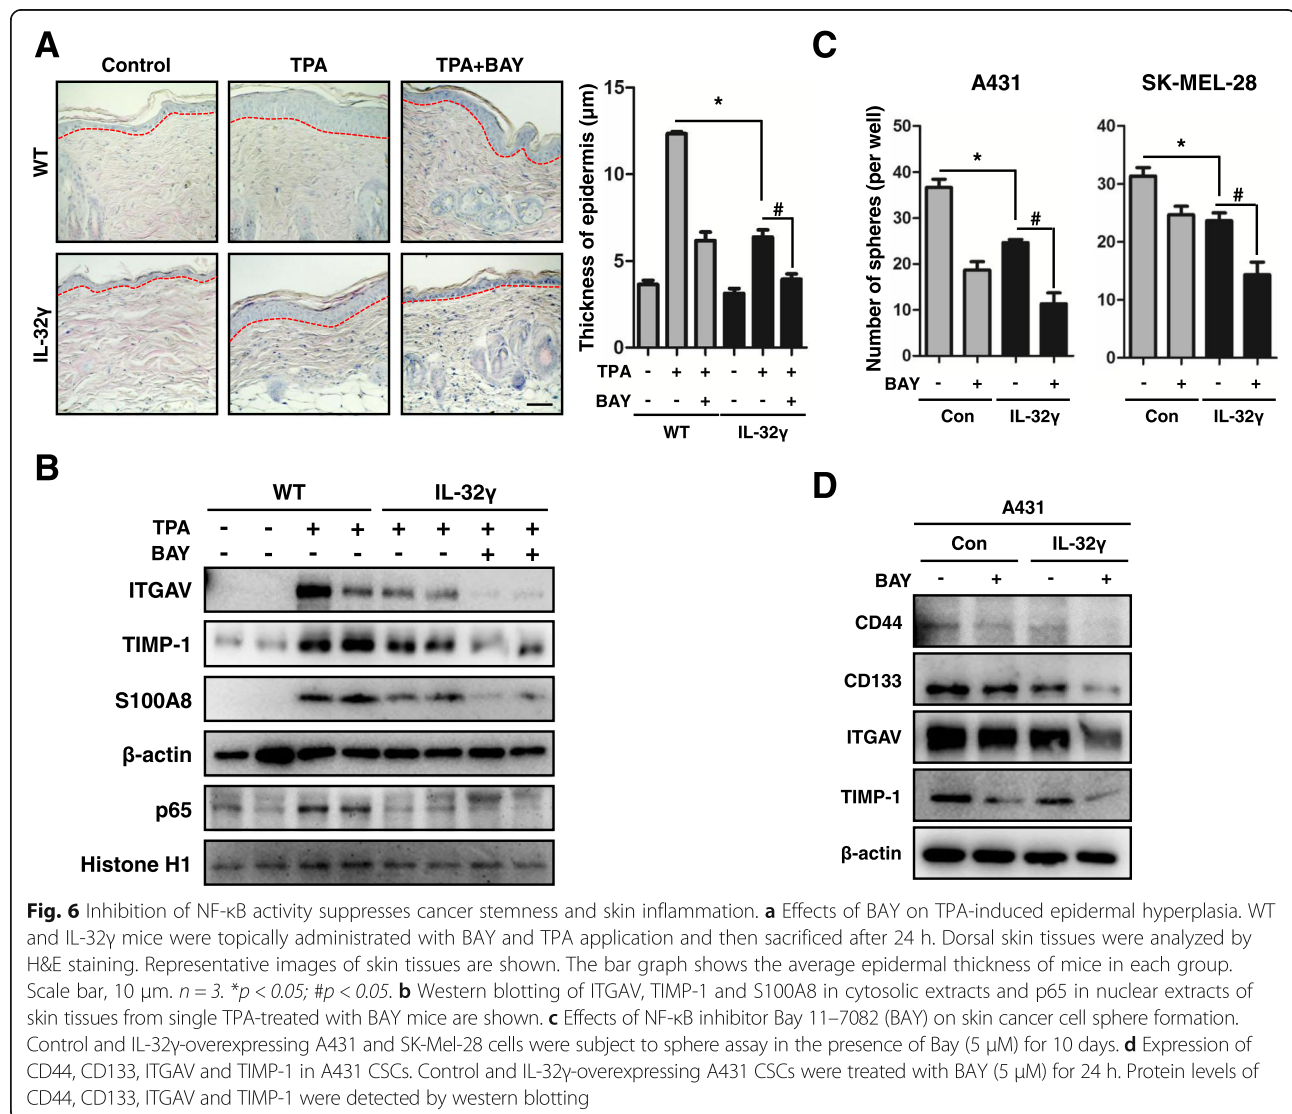 A
Control
TPA
TPA+BAY
WT
IL-32γ
Thickness of epidermis (μm)
15
10
5
0
*
#
TPA - + + - + +
BAY - - + - - +
WT IL-32γ
C
A431
SK-MEL-28
Number of spheres (per well)
50
40
30
20
10
0
*
#
40
30
20
10
0
*
#
BAY - + - + - + - +
Con IL-32γ Con IL-32γ
B
WT IL-32γ
TPA - - + + + + + +
BAY - - - - - - + +
ITGAV
TIMP-1
S100A8
β-actin
p65
Histone H1
D
A431
Con IL-32γ
BAY - + - +
CD44
CD133
ITGAV
TIMP-1
β-actin
Fig. 6 Inhibition of NF-κB activity suppresses cancer stemness and skin inflammation. a Effects of BAY on TPA-induced epidermal hyperplasia. WT
and IL-32γ mice were topically administrated with BAY and TPA application and then sacrificed after 24 h. Dorsal skin tissues were analyzed by
H&E staining. Representative images of skin tissues are shown. The bar graph shows the average epidermal thickness of mice in each group.
Scale bar, 10 μm. n = 3. *p < 0.05; #p < 0.05. b Western blotting of ITGAV, TIMP-1 and S100A8 in cytosolic extracts and p65 in nuclear extracts of
skin tissues from single TPA-treated with BAY mice are shown. c Effects of NF-κB inhibitor Bay 11–7082 (BAY) on skin cancer cell sphere formation.
Control and IL-32γ-overexpressing A431 and SK-Mel-28 cells were subject to sphere assay in the presence of Bay (5 μM) for 10 days. d Expression of
CD44, CD133, ITGAV and TIMP-1 in A431 CSCs. Control and IL-32γ-overexpressing A431 CSCs were treated with BAY (5 μM) for 24 h. Protein levels of
CD44, CD133, ITGAV and TIMP-1 were detected by western blotting